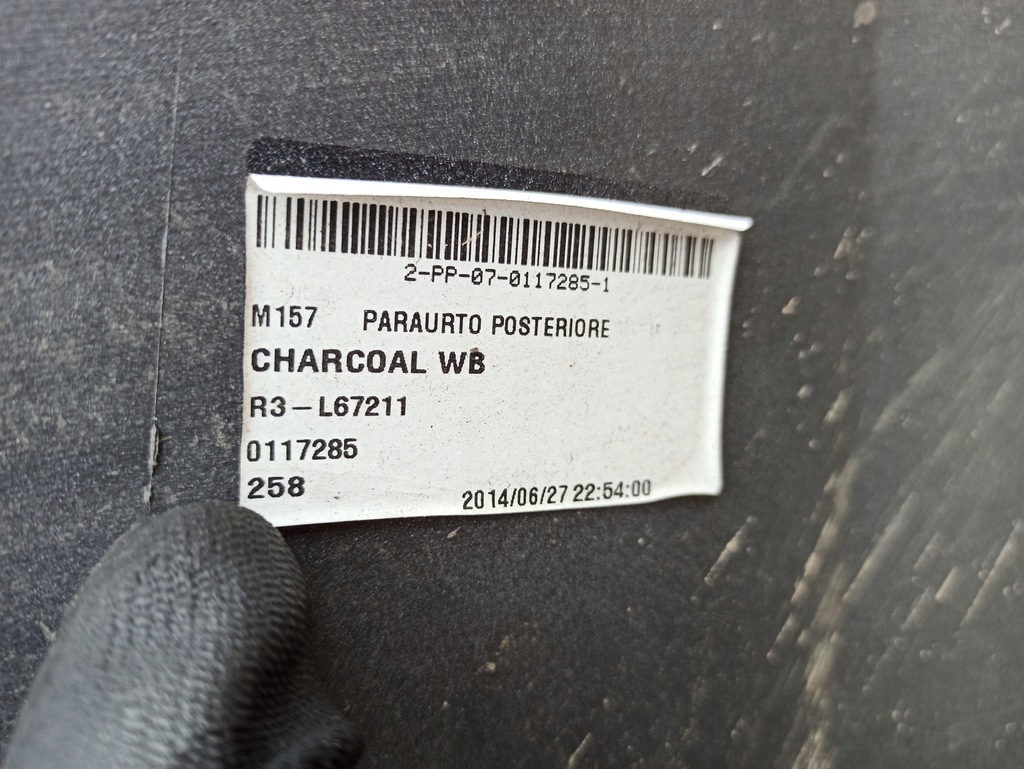 2-PP-07-0117285-1
M157 PARAURTO POSTERIORE
CHARCOAL WB
R3-L67211
0117285
258 2014/06/27 22:54:00